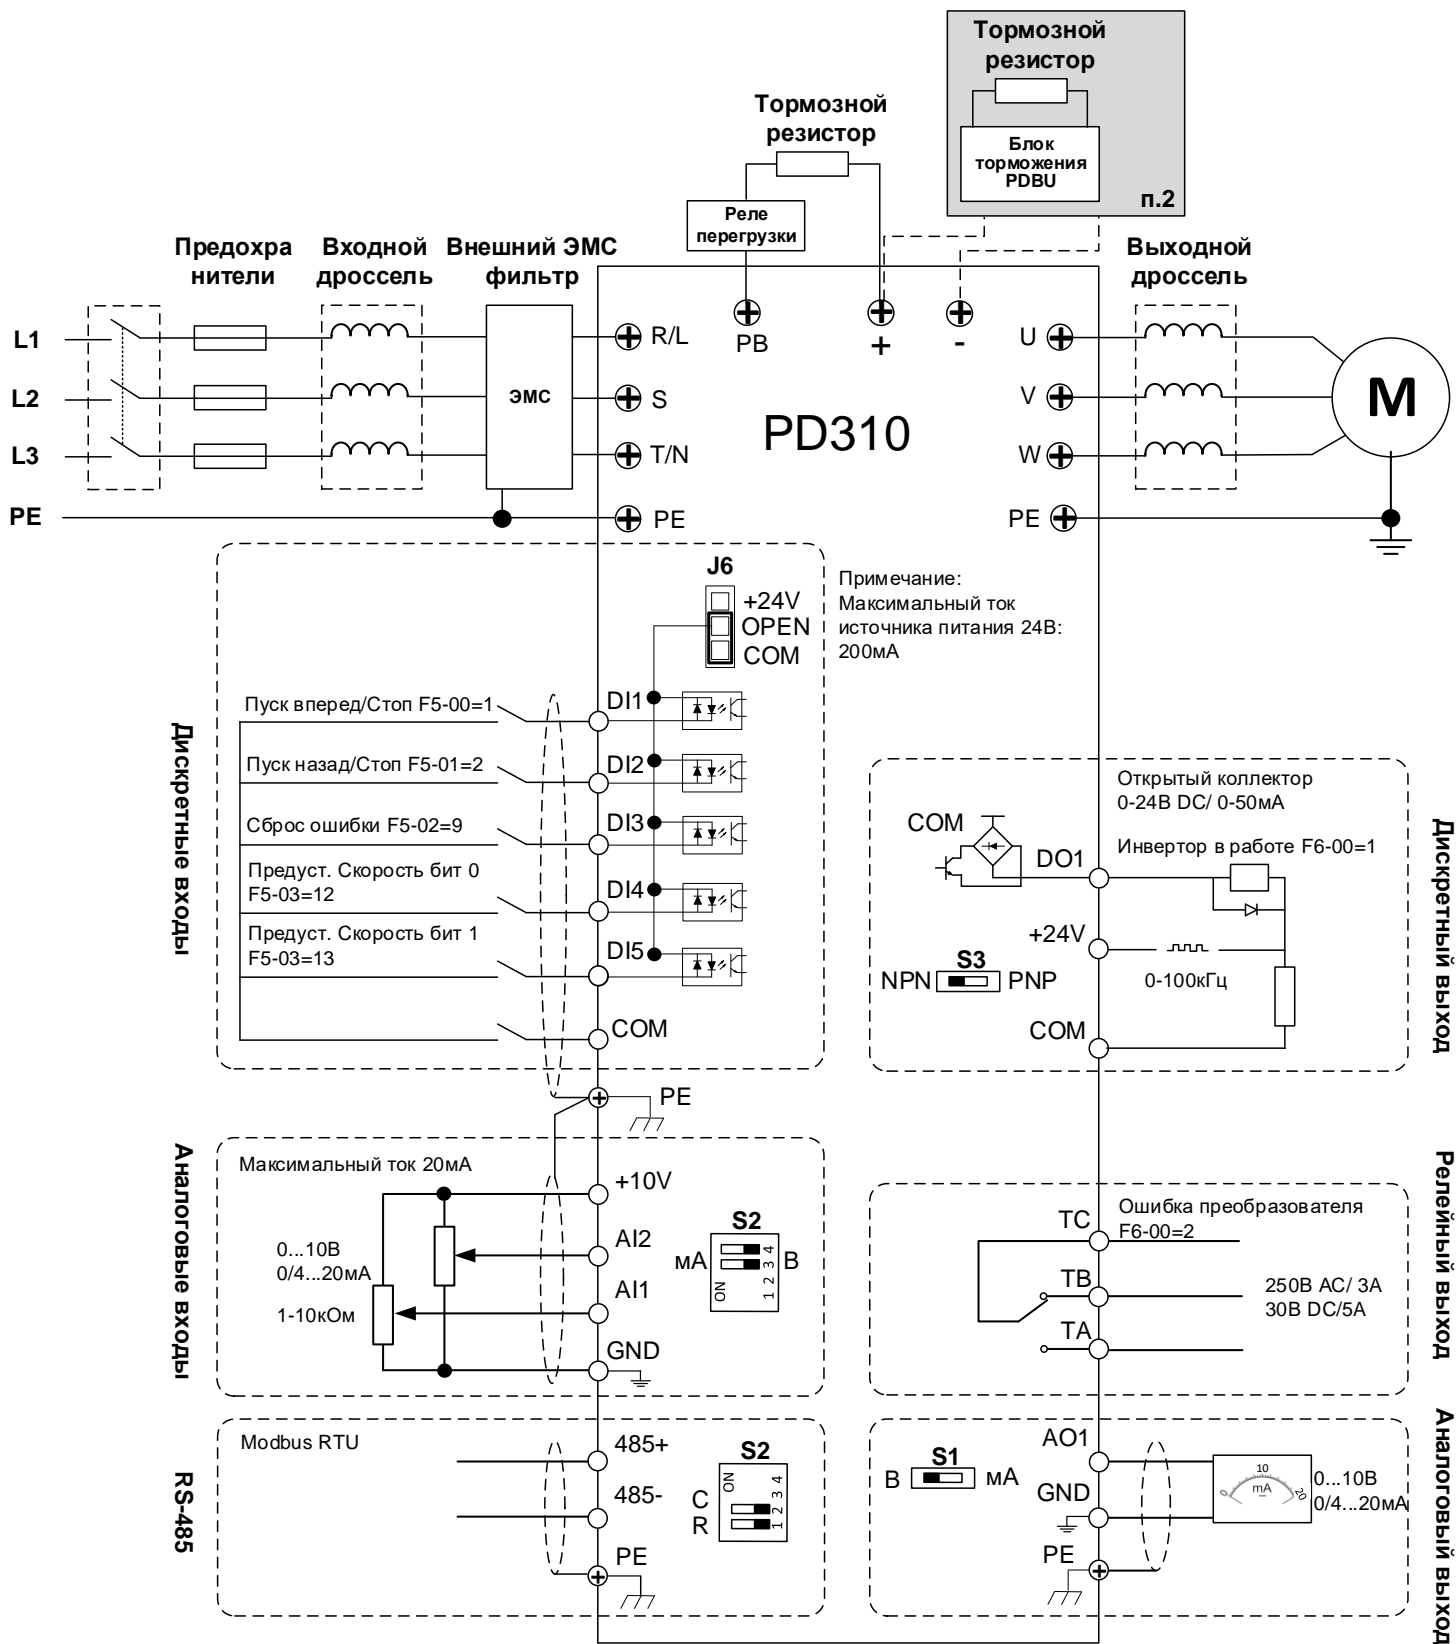 Тормозной
резистор
Блок
торможения
PDBU
п.2
Тормозной
резистор
Реле
перегрузки
Предохра
нители
Входной
дроссель
Внешний ЭМС
фильтр
Выходной
дроссель
L1
L2
L3
PE
ЭМС
R/L
S
T/N
PE
PB
+
-
PD310
U
V
W
PE
M
Дискретные входы
J6
+24V
OPEN
COM
Примечание:
Максимальный ток
источника питания 24В:
200мА
Пуск вперед/Стоп F5-00=1
DI1
Пуск назад/Стоп F5-01=2
DI2
Сброс ошибки F5-02=9
DI3
Предуст. Скорость бит 0
F5-03=12
DI4
Предуст. Скорость бит 1
F5-03=13
DI5
COM
PE
Дискретный выход
Открытый коллектор
0-24В DC/ 0-50мА
COM
DO1
Инвертор в работе F6-00=1
+24V
0-100кГц
S3
NPN
PNP
COM
Аналоговые входы
Максимальный ток 20мА
+10V
AI2
AI1
GND
0...10В
0/4...20мА
1-10кОм
S2
мА
В
ON
1 2 3 4
Релейный выход
Ошибка преобразователя
F6-00=2
TC
TB
TA
250В AC/ 3А
30В DC/5А
RS-485
Modbus RTU
485+
485-
PE
S2
C
R
ON
1 2 3 4
Аналоговый выход
AO1
S1
В
мА
GND
PE
0
10
20
mA
0...10В
0/4...20мА